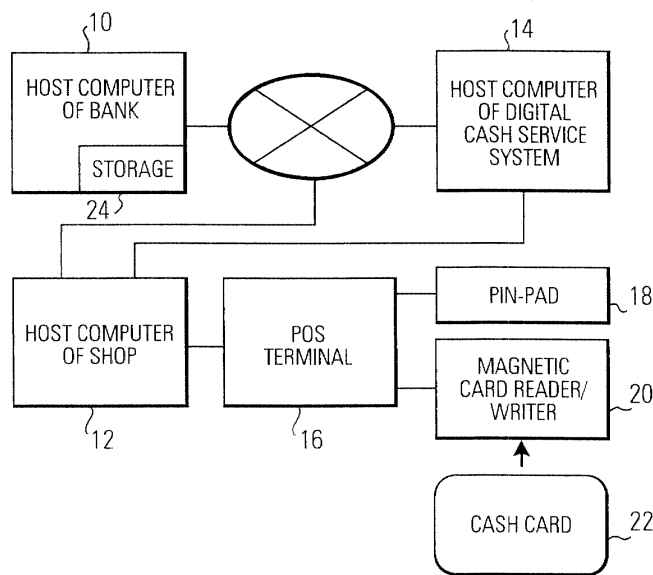 10
HOST COMPUTER
OF BANK
STORAGE
24
14
HOST COMPUTER
OF DIGITAL
CASH SERVICE
SYSTEM
HOST COMPUTER
OF SHOP
12
POS
TERMINAL
16
PIN-PAD
18
MAGNETIC
CARD READER/
WRITER
20
CASH CARD
22